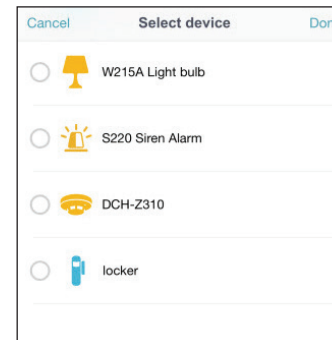 Cancel Select device Don
W215A Light bulb
S220 Siren Alarm
DCH-Z310
locker